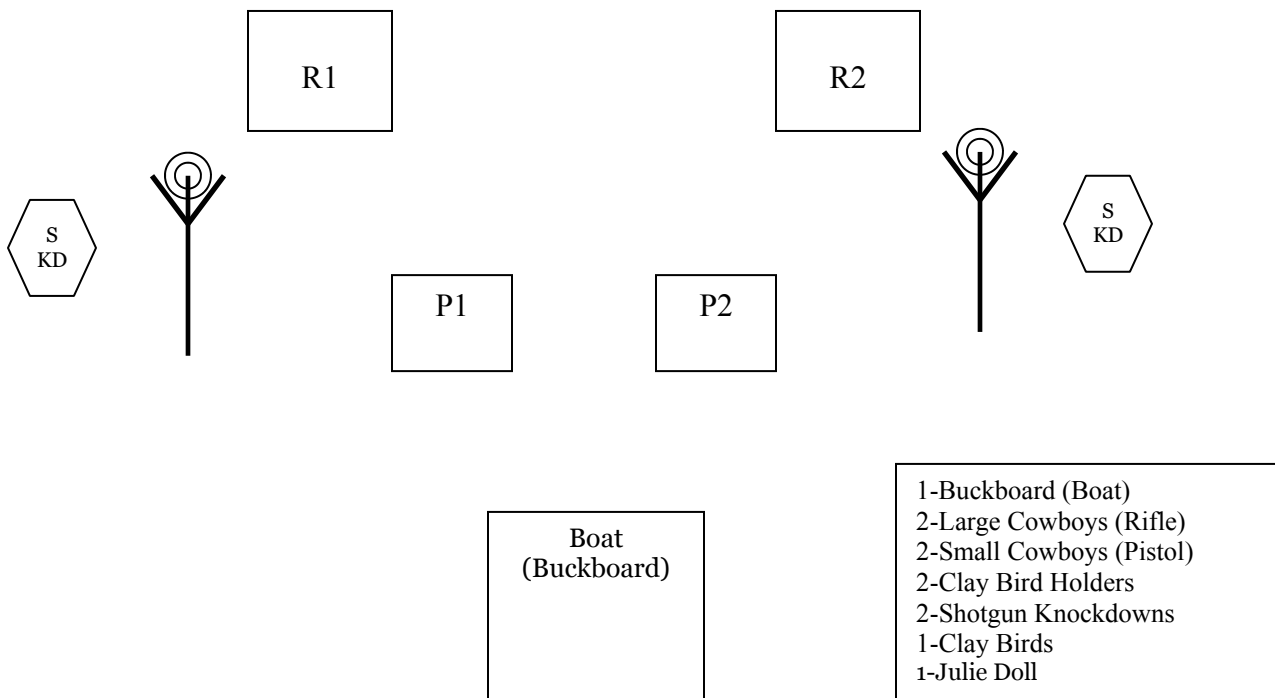 R1
R2
S
KD
S
KD
P1
P2
Boat
(Buckboard)
1-Buckboard (Boat)
2-Large Cowboys (Rifle)
2-Small Cowboys (Pistol)
2-Clay Bird Holders
2-Shotgun Knockdowns
1-Clay Birds
1-Julie Doll